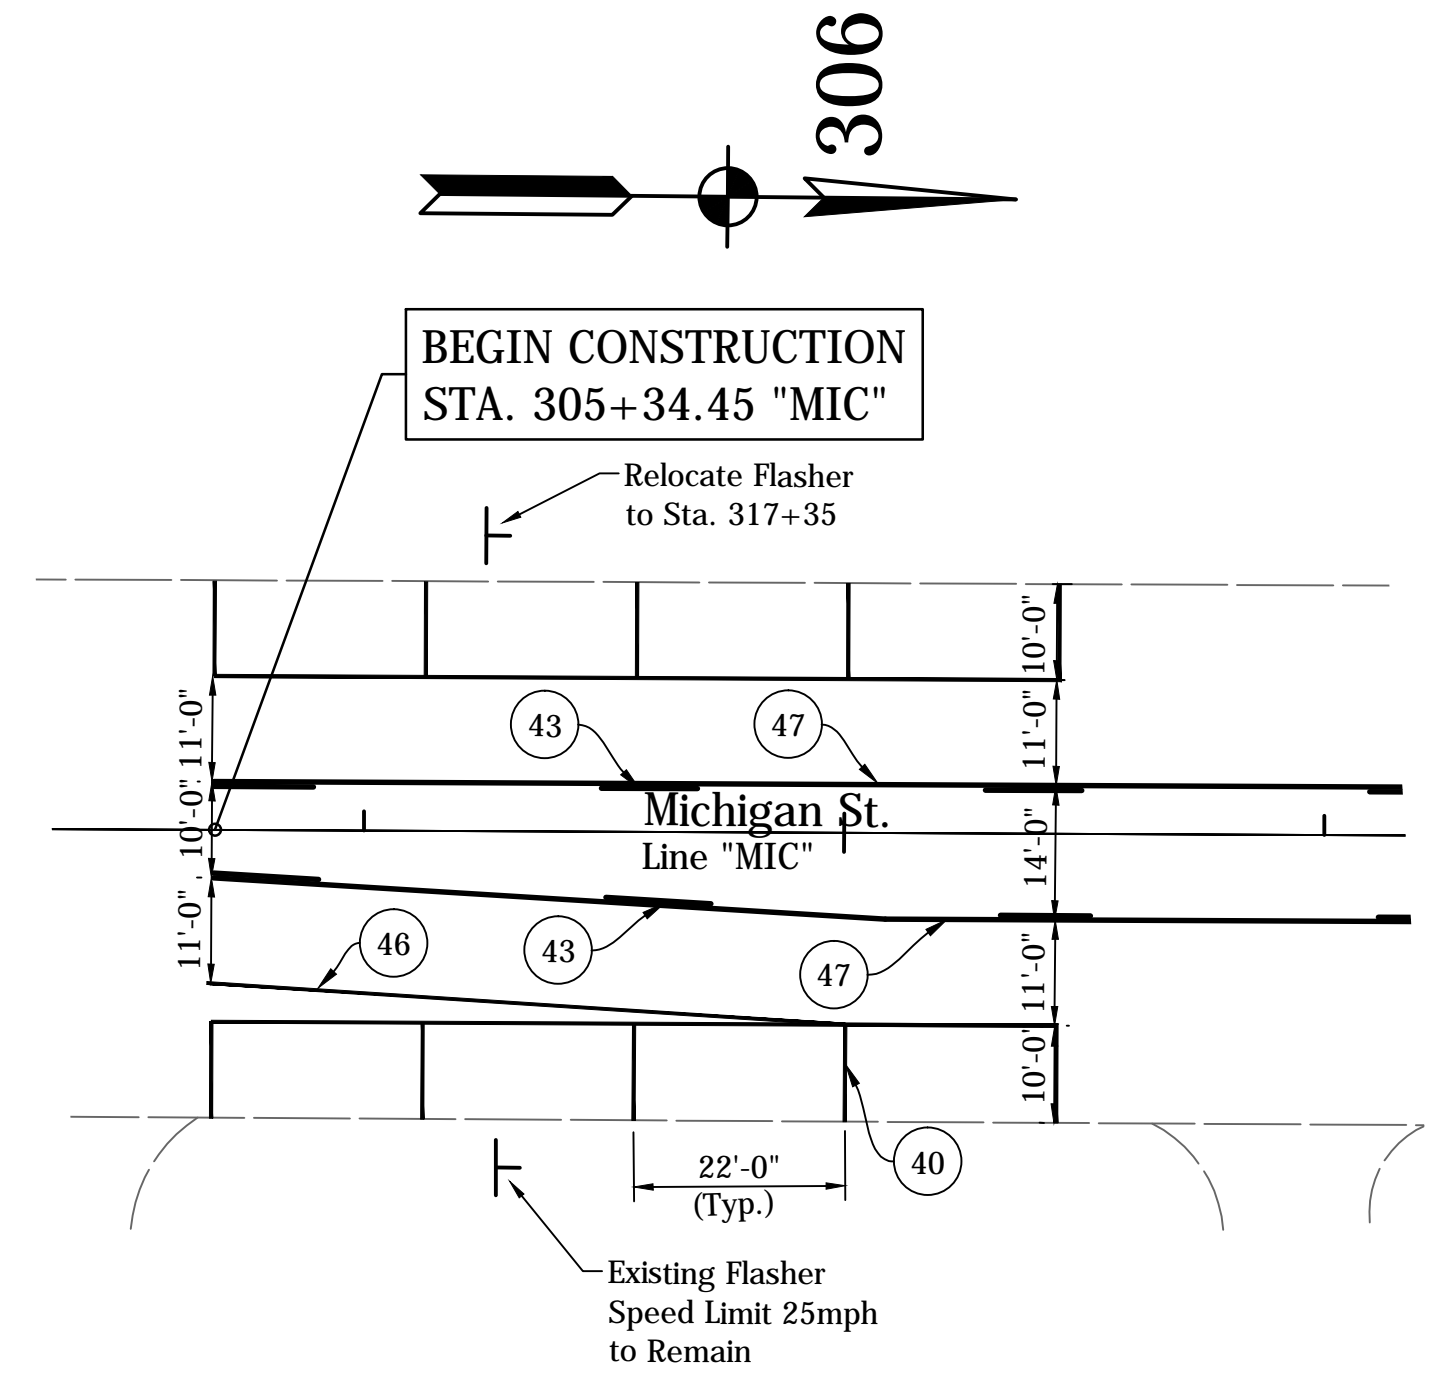 306
BEGIN CONSTRUCTION
STA. 305+34.45 "MIC"
Relocate Flasher
to Sta. 317+35
10'-0"
11'-0"
43
47
11'-0"
Michigan St.
Line "MIC"
10'-0"
14'-0"
11'-0"
46
43
47
11'-0"
10'-0"
22'-0"
(Typ.)
40
Existing Flasher
Speed Limit 25mph
to Remain